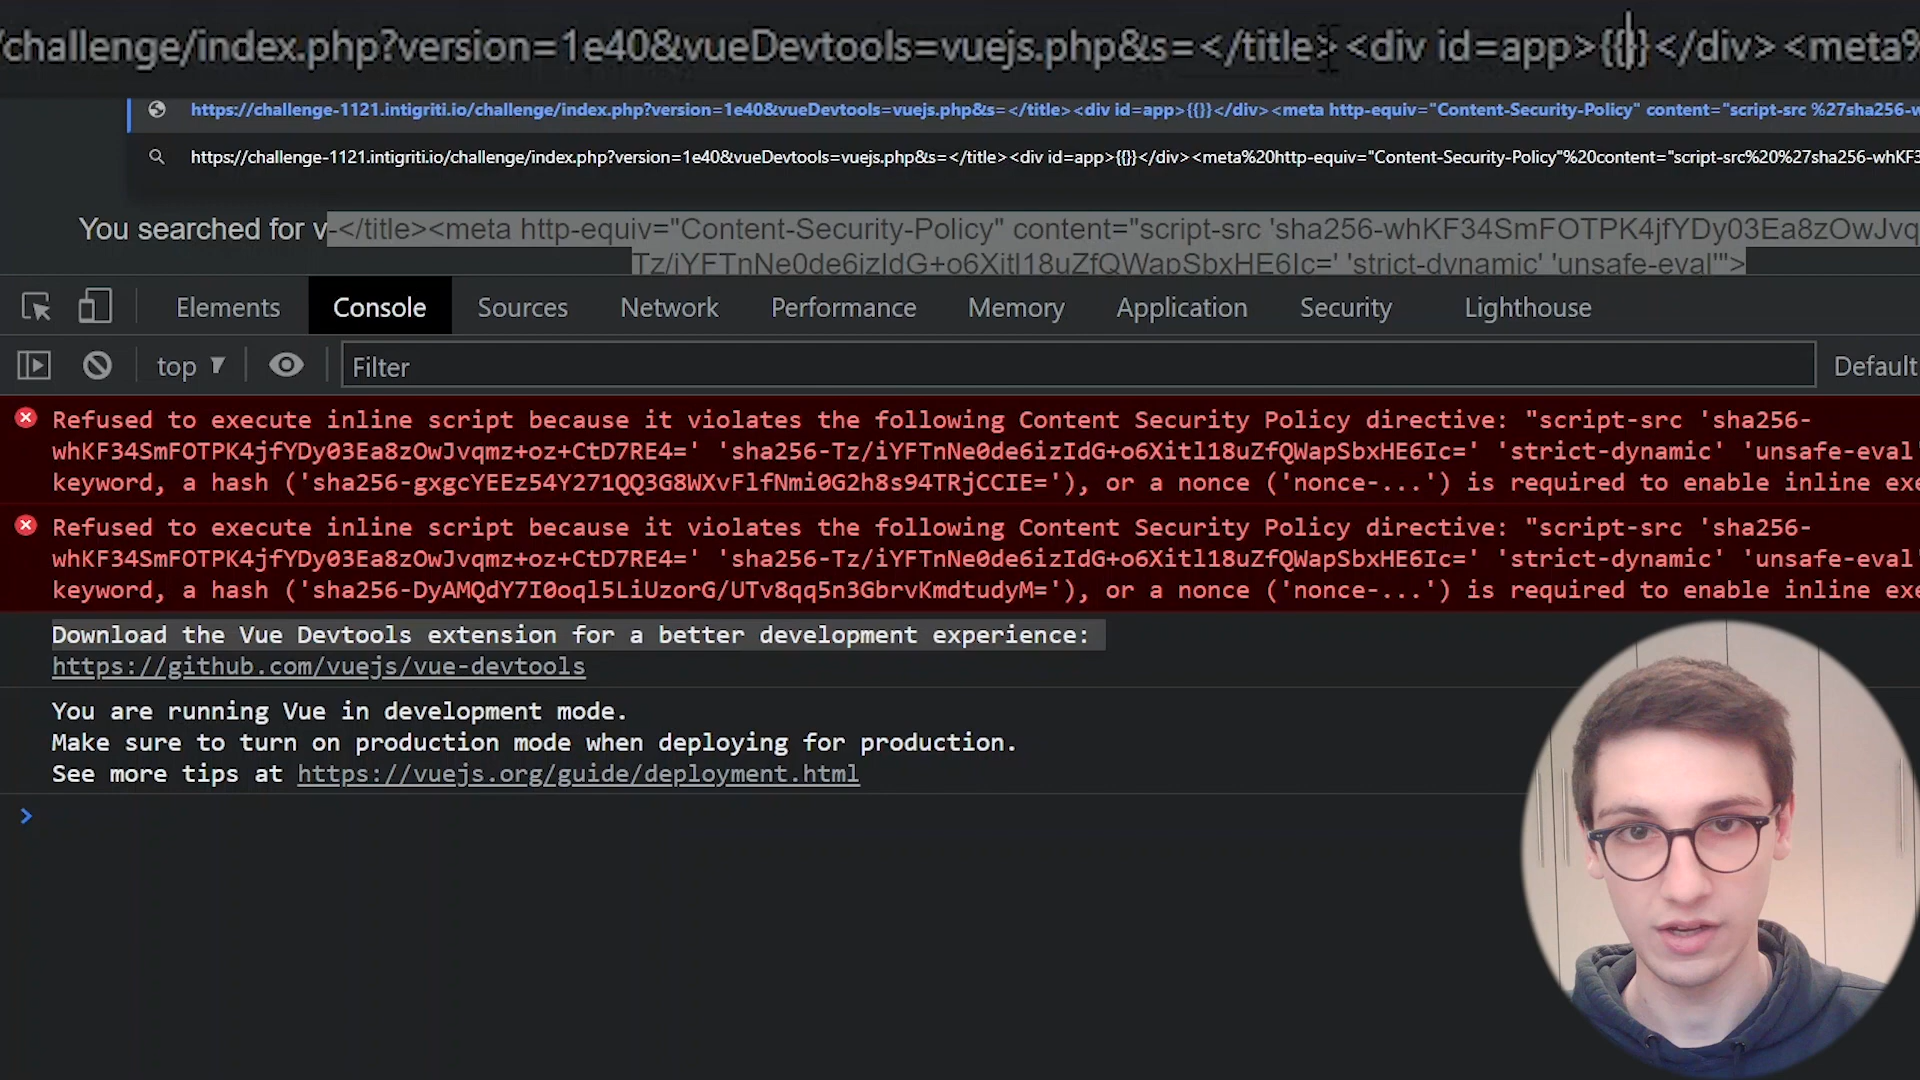 /challenge/index.php?version=1e40&vueDevtools=vuejs.php&s=</title><div id=app>{{}}</div><meta%
https://challenge-1121.intigriti.io/challenge/index.php?version=1e40&vueDevtools=vuejs.php&s=</title><div id=app>{{}}</div><meta http-equiv="Content-Security-Policy" content="script-src %27sha256-w
https://challenge-1121.intigriti.io/challenge/index.php?version=1e40&vueDevtools=vuejs.php&s=</title><div id=app>{{}}</div><meta%20http-equiv="Content-Security-Policy"%20content="script-src%20%27sha256-whKF3
You searched for v-</title><meta http-equiv="Content-Security-Policy" content="script-src 'sha256-whKF34SmFOTPK4jfYDy03Ea8zOwJvq
Tz/iYFTnNe0de6izIdG+o6Xitl18uZfQWapSbxHE6Ic=' 'strict-dynamic' 'unsafe-eval'">
Elements Console Sources Network Performance Memory Application Security Lighthouse
top Filter Default
Refused to execute inline script because it violates the following Content Security Policy directive: "script-src 'sha256-
whKF34SmFOTPK4jfYDy03Ea8zOwJvqmz+oz+CtD7RE4=' 'sha256-Tz/iYFTnNe0de6izIdG+o6Xitl18uZfQWapSbxHE6Ic=' 'strict-dynamic' 'unsafe-eval'
keyword, a hash ('sha256-gxgcYEEz54Y271QQ3G8WXvFlfNmi0G2h8s94TRjCCIE='), or a nonce ('nonce-...') is required to enable inline exe
Refused to execute inline script because it violates the following Content Security Policy directive: "script-src 'sha256-
whKF34SmFOTPK4jfYDy03Ea8zOwJvqmz+oz+CtD7RE4=' 'sha256-Tz/iYFTnNe0de6izIdG+o6Xitl18uZfQWapSbxHE6Ic=' 'strict-dynamic' 'unsafe-eval'
keyword, a hash ('sha256-DyAMQdY7I0oql5LiUzorG/UTv8qq5n3GbrvKmdtudyM='), or a nonce ('nonce-...') is required to enable inline exe
Download the Vue Devtools extension for a better development experience:
https://github.com/vuejs/vue-devtools
You are running Vue in development mode.
Make sure to turn on production mode when deploying for production.
See more tips at https://vuejs.org/guide/deployment.html